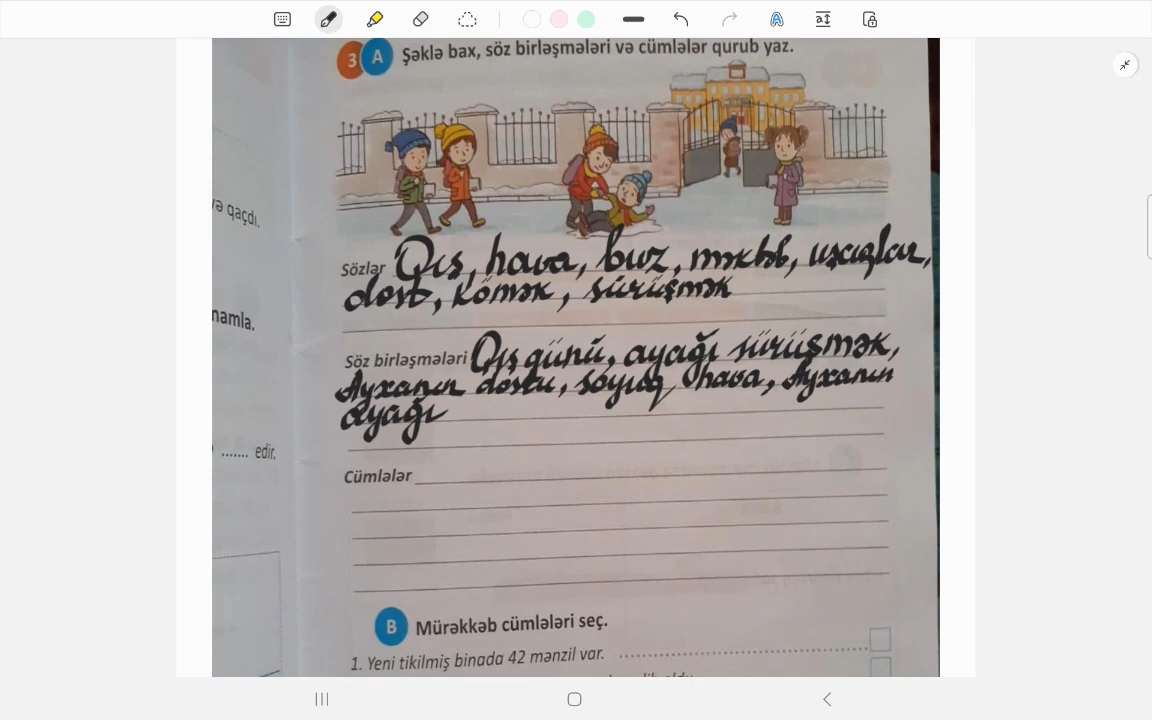 3 A Şəklə bax, söz birləşmələri və cümlələr qurub yaz.
və qaçdı.
Sözlər Qış, hava, buz, məktəb, uşaqlar,
dost, kömək, sürüşmək
mamla.
Söz birləşmələri Qış günü, ayağı sürüşmək,
Ayxanın dostu, soyuq hava, Ayxanın
ayağı
....... edir.
Cümlələr
B Mürəkkəb cümlələri seç.
1. Yeni tikilmiş binada 42 mənzil var.